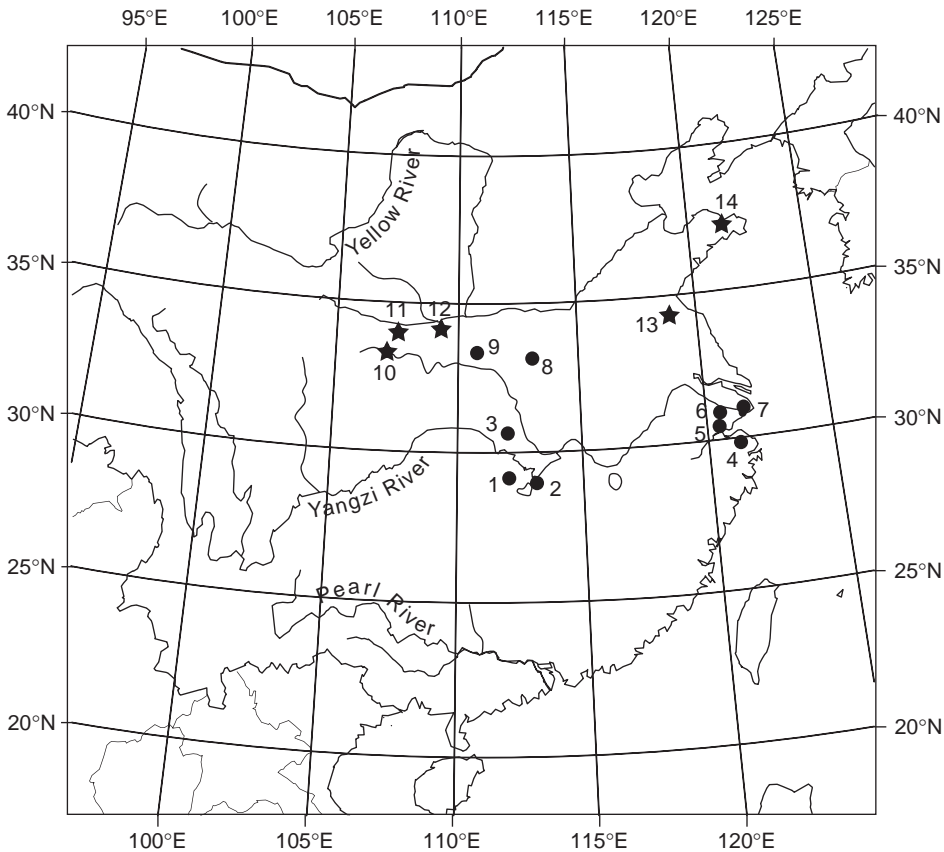 95°E 100°E 105°E 110°E 115°E 120°E 125°E
40°N 40°N
Yellow River
14
35°N 35°N
11 12
13
10
9
8
30°N 30°N
3
6 7
5
4
1 2
Yangzi River
25°N 25°N
Pearl River
20°N 20°N
100°E 105°E 110°E 115°E 120°E